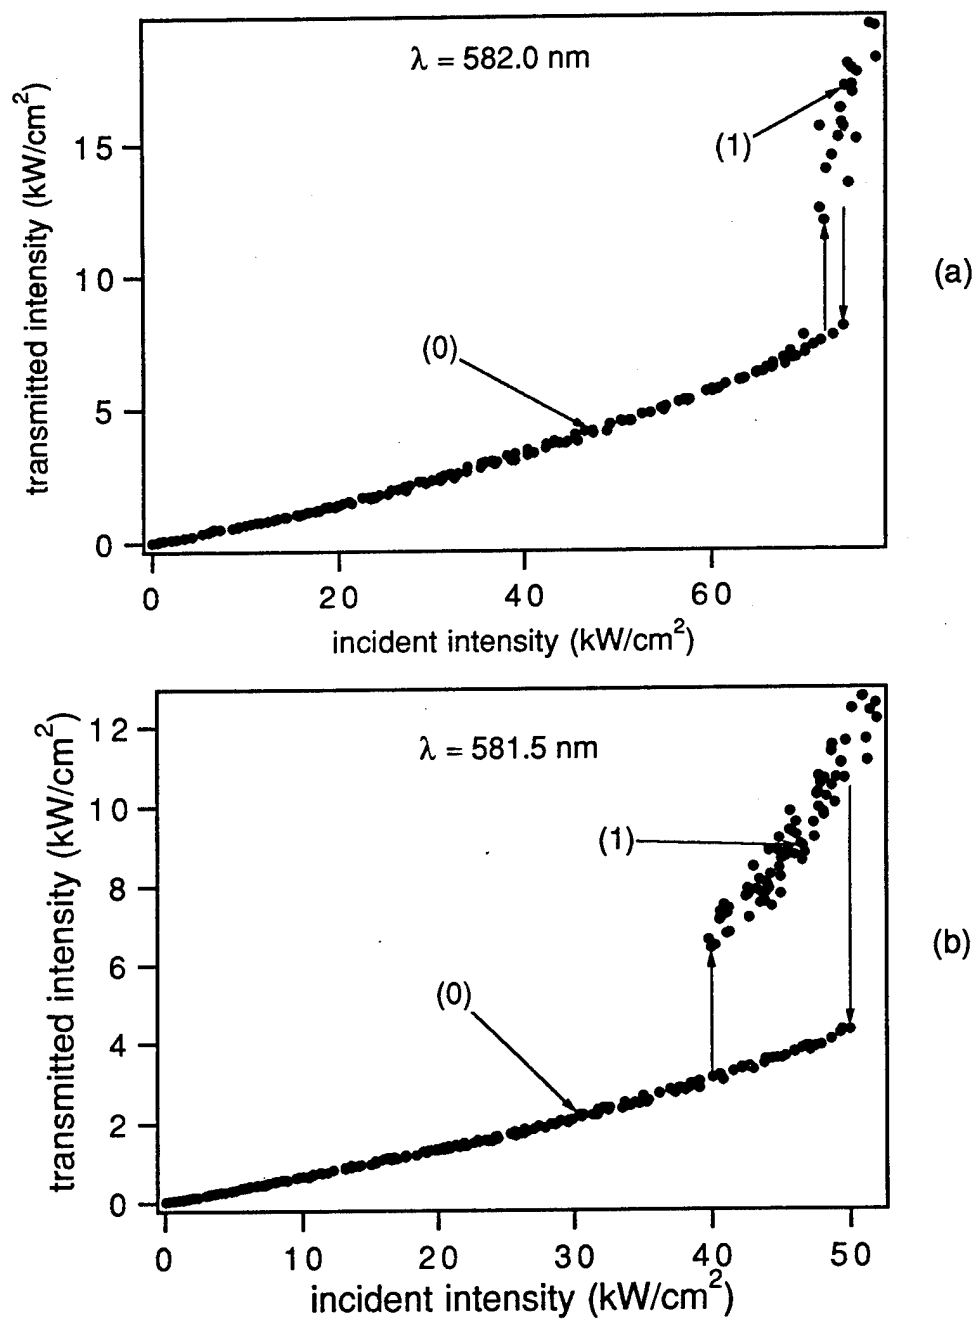 λ = 582.0 nm
(1)
(0)
15
10
5
0
transmitted intensity (kW/cm²)
0 20 40 60
incident intensity (kW/cm²)
(a)
λ = 581.5 nm
(1)
(0)
12
10
8
6
4
2
0
transmitted intensity (kW/cm²)
0 10 20 30 40 50
incident intensity (kW/cm²)
(b)